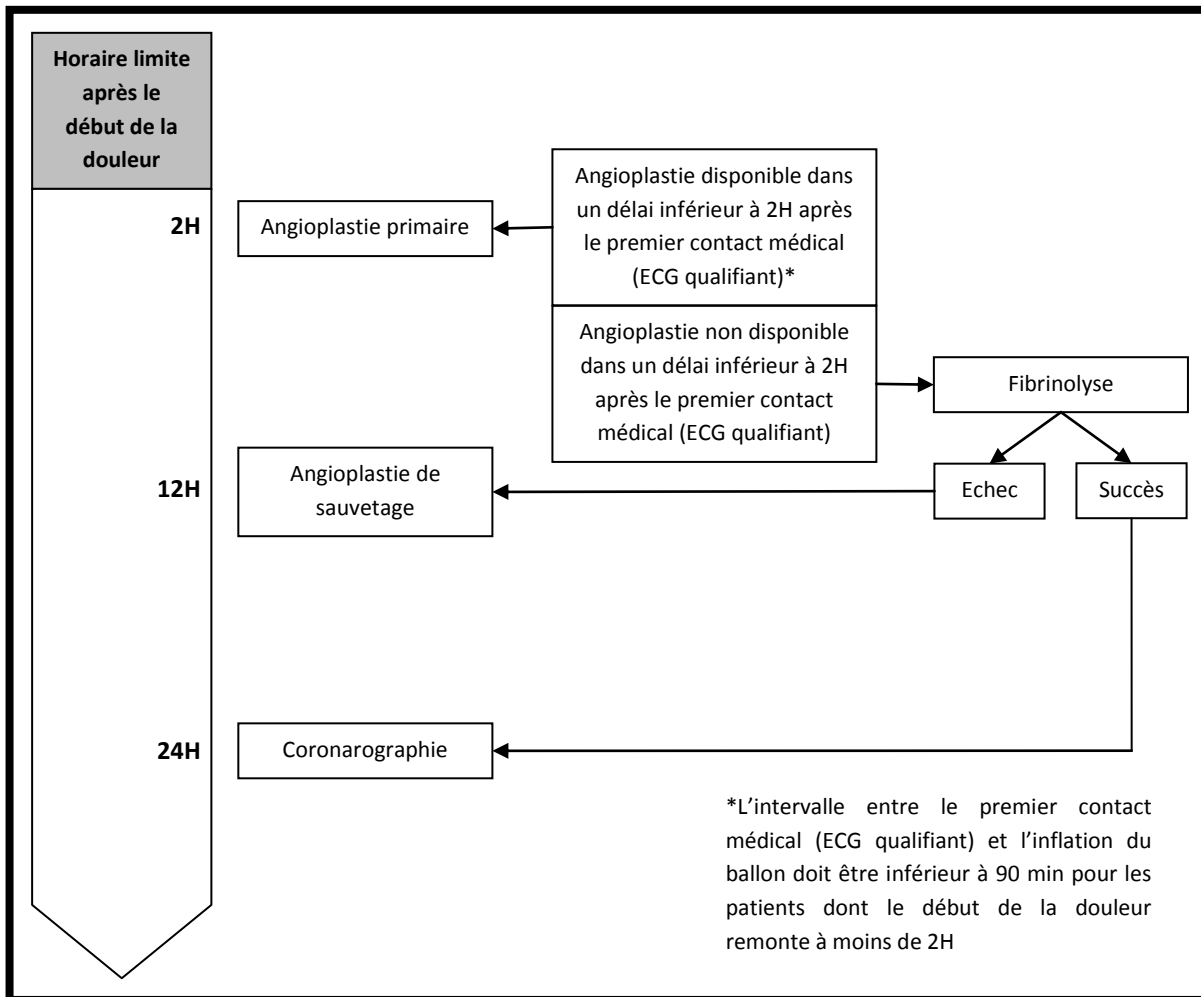 Horaire limite
après le
début de la
douleur
Angioplastie disponible dans
un délai inférieur à 2H après
le premier contact médical
(ECG qualifiant)*
2H
Angioplastie primaire
Angioplastie non disponible
dans un délai inférieur à 2H
après le premier contact
médical (ECG qualifiant)
Fibrinolyse
12H
Angioplastie de
sauvetage
Echec
Succès
24H
Coronarographie
*L’intervalle entre le premier contact
médical (ECG qualifiant) et l’inflation du
ballon doit être inférieur à 90 min pour les
patients dont le début de la douleur
remonte à moins de 2H